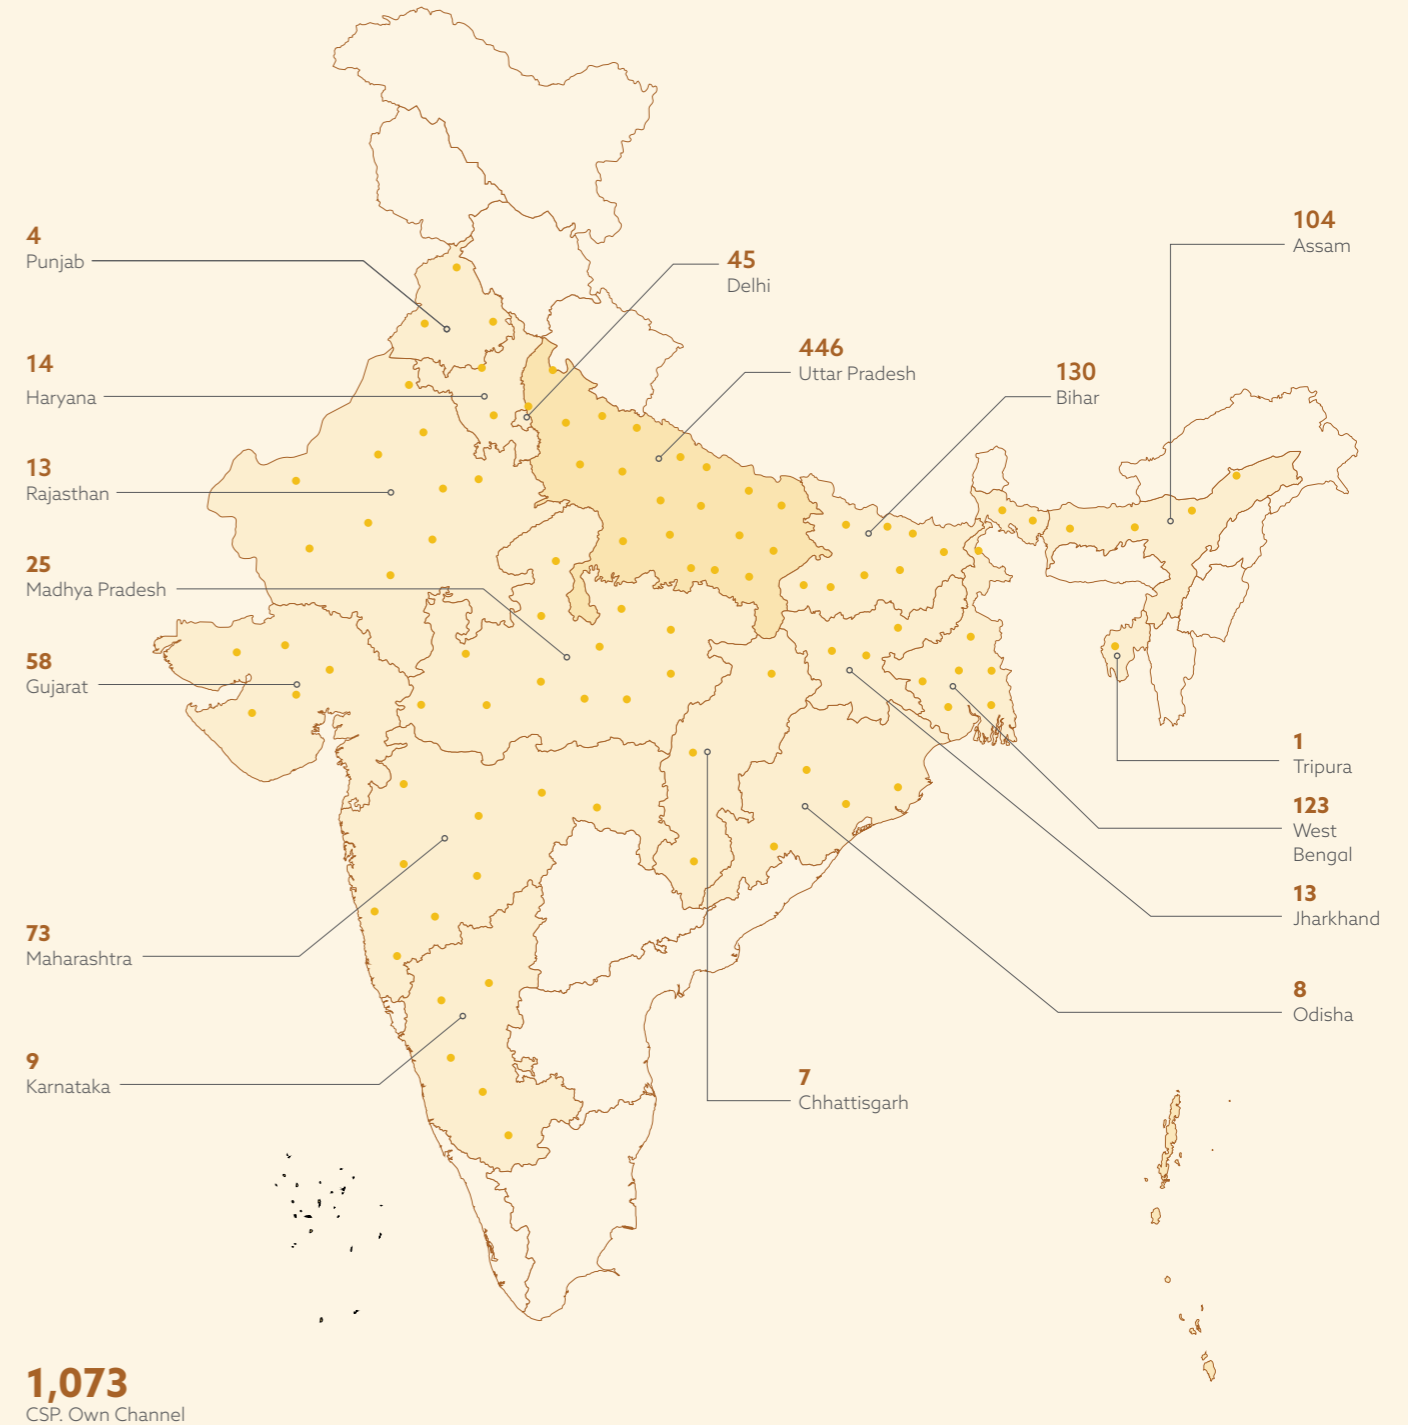 4
Punjab
14
Haryana
13
Rajasthan
25
Madhya Pradesh
58
Gujarat
73
Maharashtra
9
Karnataka
45
Delhi
446
Uttar Pradesh
130
Bihar
104
Assam
1
Tripura
123
West
Bengal
13
Jharkhand
8
Odisha
7
Chhattisgarh
1,073
CSP. Own Channel